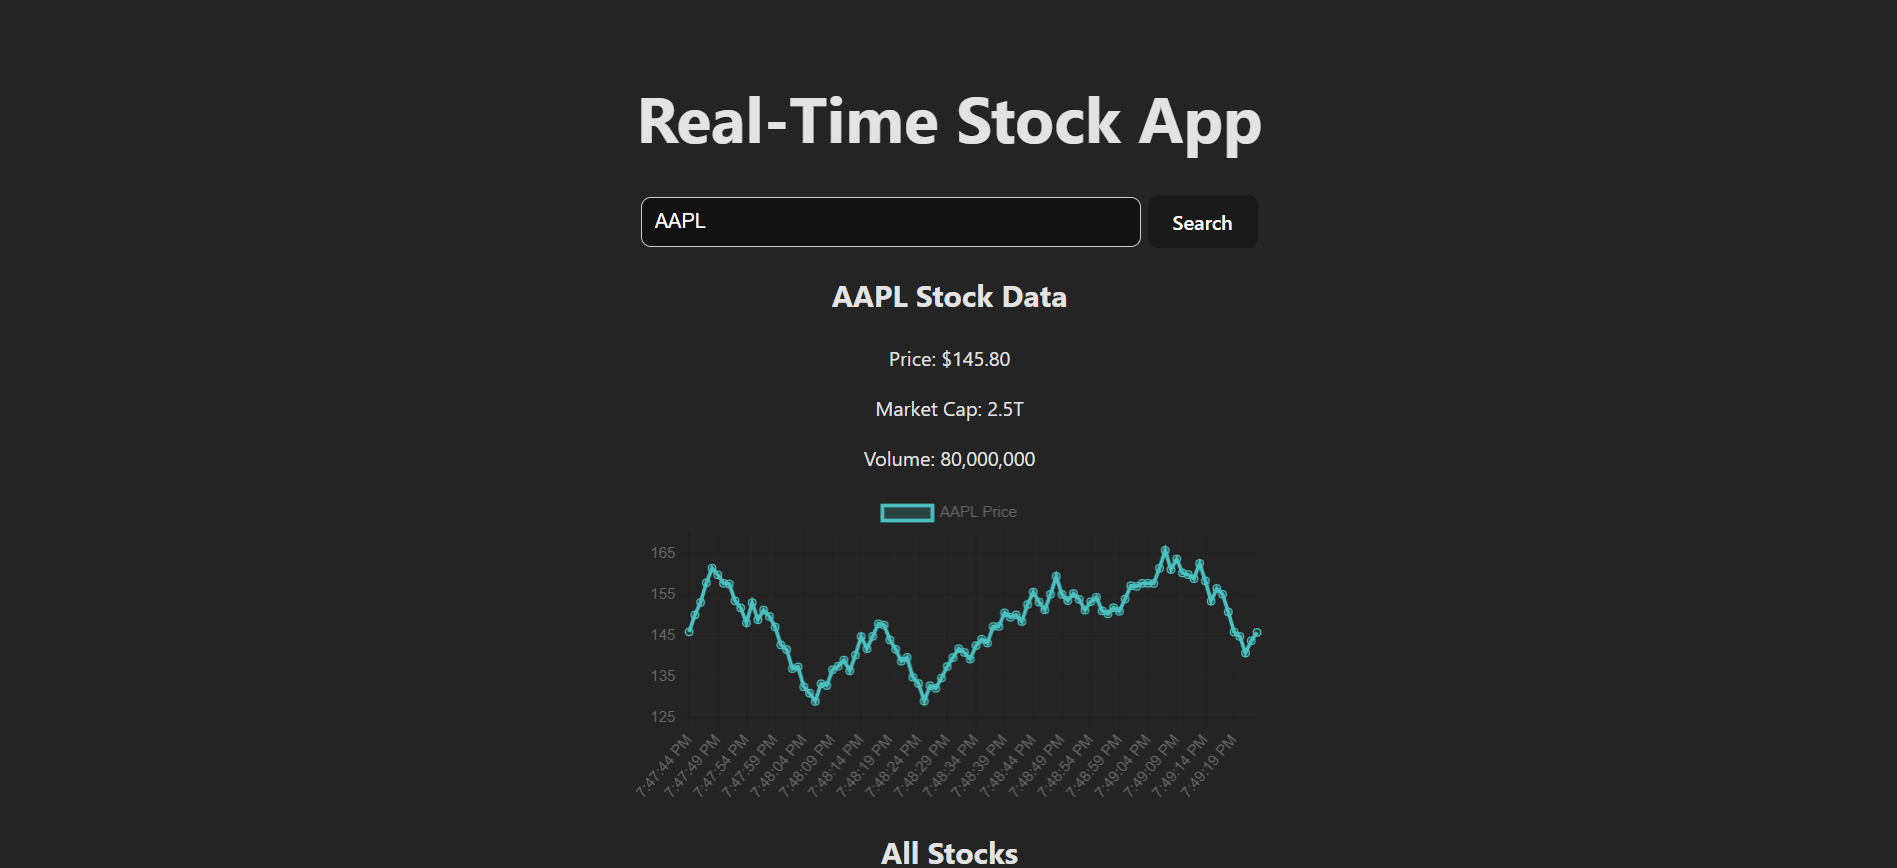 Real-Time Stock App
AAPL Search
AAPL Stock Data
Price: $145.80
Market Cap: 2.5T
Volume: 80,000,000
AAPL Price
165
155
145
135
125
7:47:44 PM 7:47:49 PM 7:47:54 PM 7:47:59 PM 7:48:04 PM 7:48:09 PM 7:48:14 PM 7:48:19 PM 7:48:24 PM 7:48:29 PM 7:48:34 PM 7:48:39 PM 7:48:44 PM 7:48:49 PM 7:48:54 PM 7:48:59 PM 7:49:04 PM 7:49:09 PM 7:49:14 PM 7:49:19 PM
All Stocks